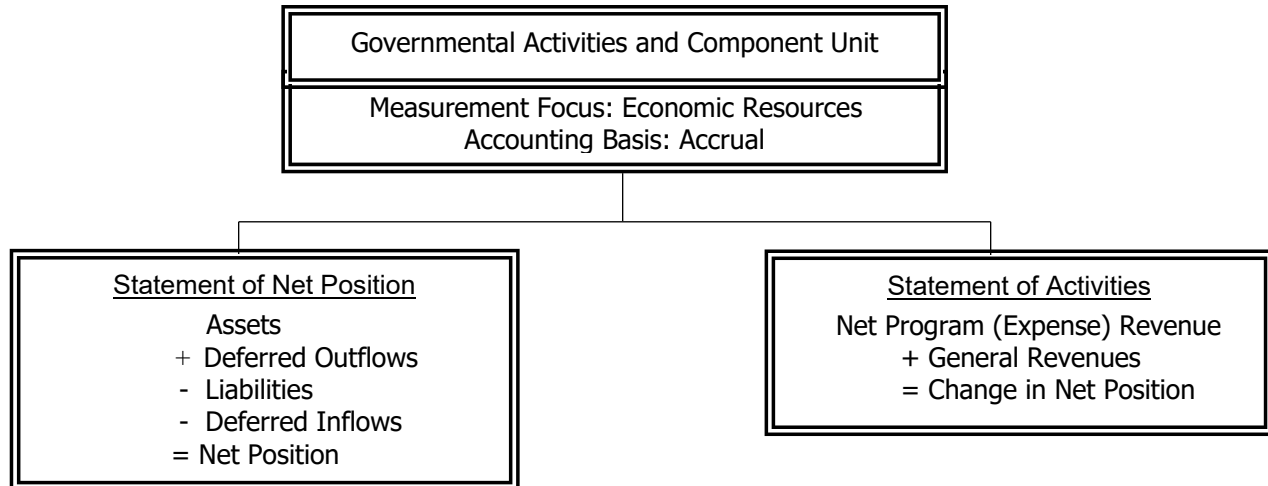 Governmental Activities and Component Unit
Measurement Focus: Economic Resources
Accounting Basis: Accrual
Statement of Net Position
Assets
+ Deferred Outflows
- Liabilities
- Deferred Inflows
= Net Position
Statement of Activities
Net Program (Expense) Revenue
+ General Revenues
= Change in Net Position